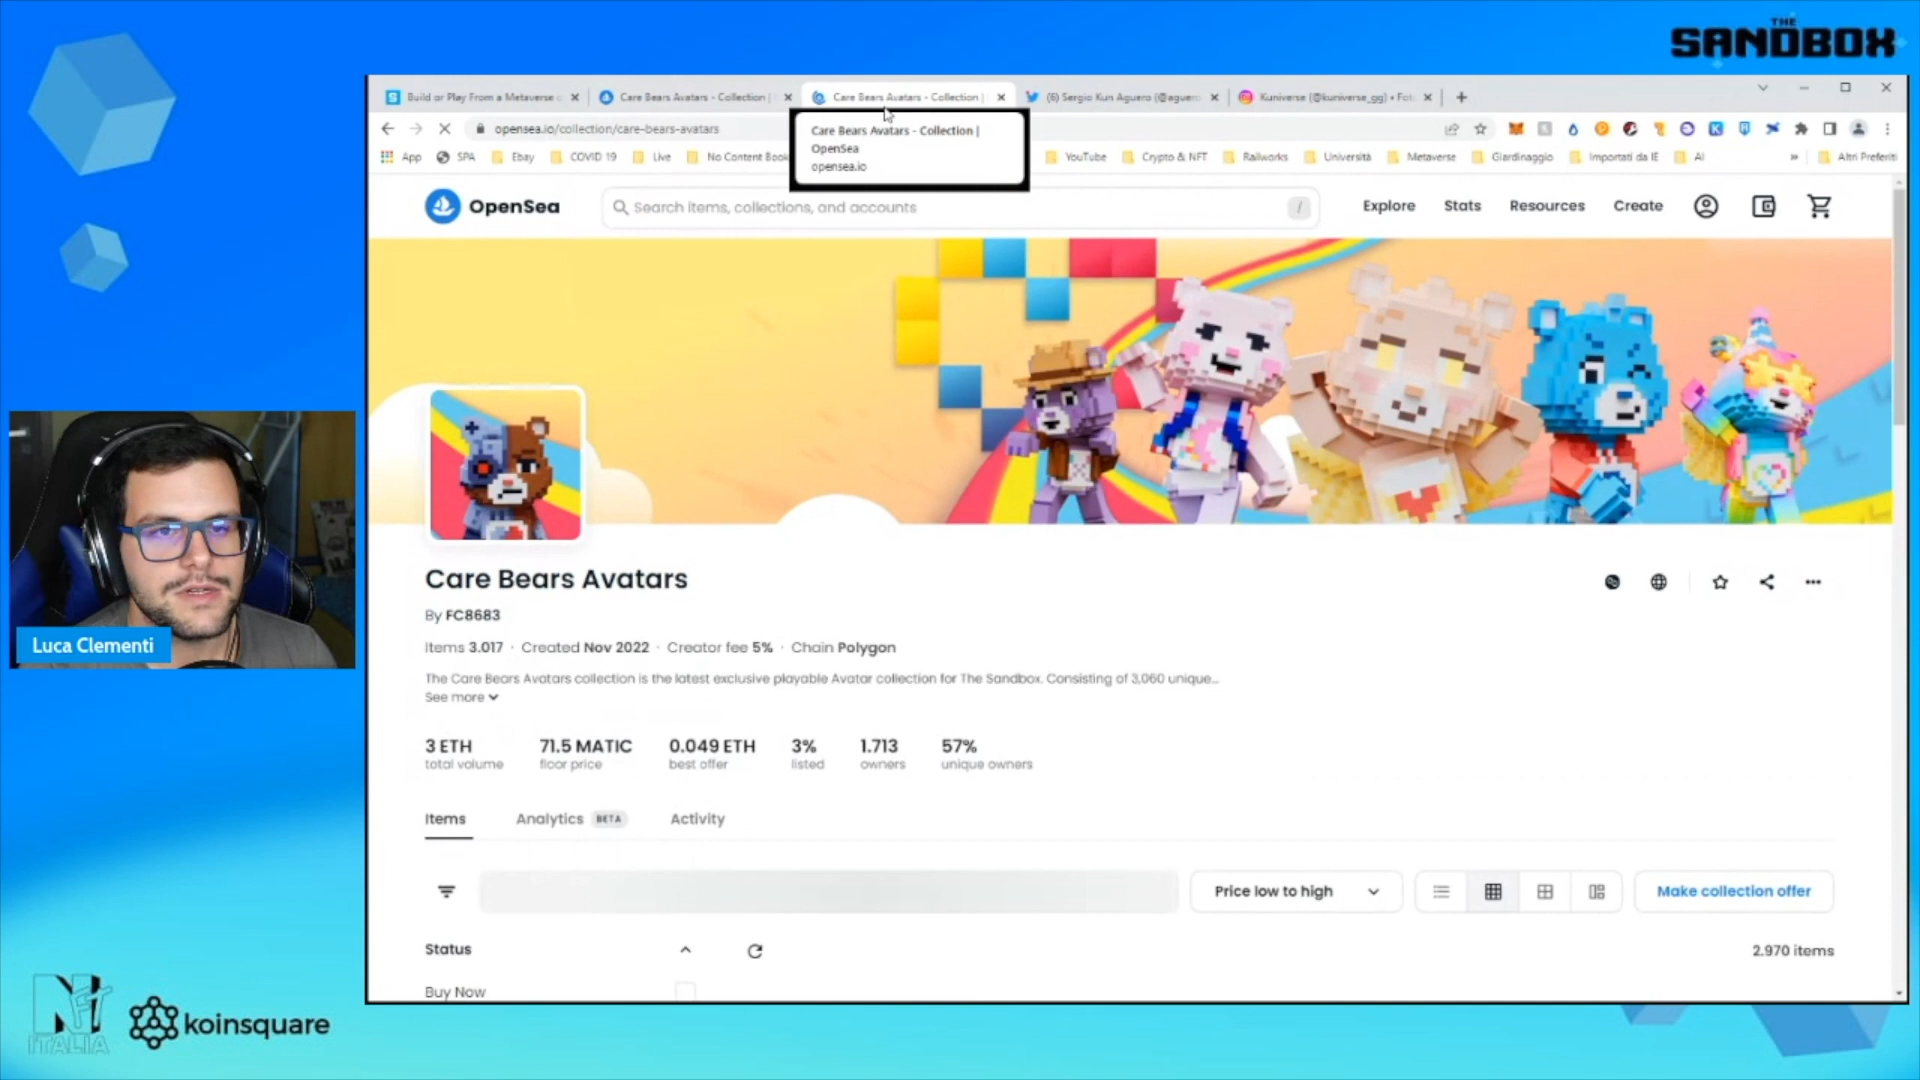 THE
SANDBOX
Build or Play From a Metaverse
Care Bears Avatars - Collection |
Care Bears Avatars - Collection |
(6) Sergio Kun Aguero (@aguero
Kuniverse (@kuniverse_gg) • Fot
opensea.io/collection/care-bears-avatars
App
SPA
Ebay
COVID 19
Live
No Content Book
YouTube
Crypto & NFT
Railworks
Università
Metaverse
Giardinaggio
Importati da IE
AI
»
Altri Preferiti
Care Bears Avatars - Collection |
OpenSea
opensea.io
OpenSea
Search items, collections, and accounts
/
Explore
Stats
Resources
Create
Care Bears Avatars
By FC8683
Items 3.017 · Created Nov 2022 · Creator fee 5% · Chain Polygon
The Care Bears Avatars collection is the latest exclusive playable Avatar collection for The Sandbox. Consisting of 3,060 unique...
See more
3 ETH
total volume
71.5 MATIC
floor price
0.049 ETH
best offer
3%
listed
1.713
owners
57%
unique owners
Items
Analytics BETA
Activity
Price low to high
Make collection offer
Status
2.970 items
Buy Now
Luca Clementi
NFT
ITALIA
koinsquare